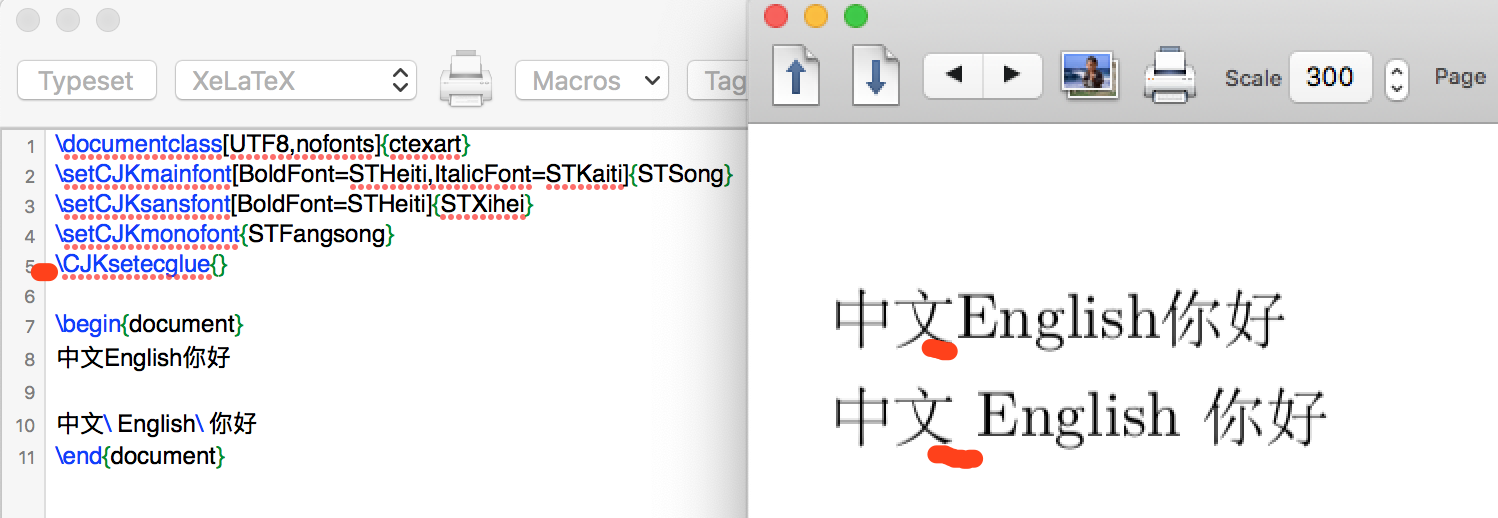 Typeset
XeLaTeX
Macros
Tag
Scale
300
Page
1 \documentclass[UTF8,nofonts]{ctexart}
2 \setCJKmainfont[BoldFont=STHeiti,ItalicFont=STKaiti]{STSong}
3 \setCJKsansfont[BoldFont=STHeiti]{STXihei}
4 \setCJKmonofont{STFangsong}
5 \CJKsetecglue{}
6
7 \begin{document}
8 中文English你好
9
10 中文\ English\ 你好
11 \end{document}
中文English你好
中文 English 你好